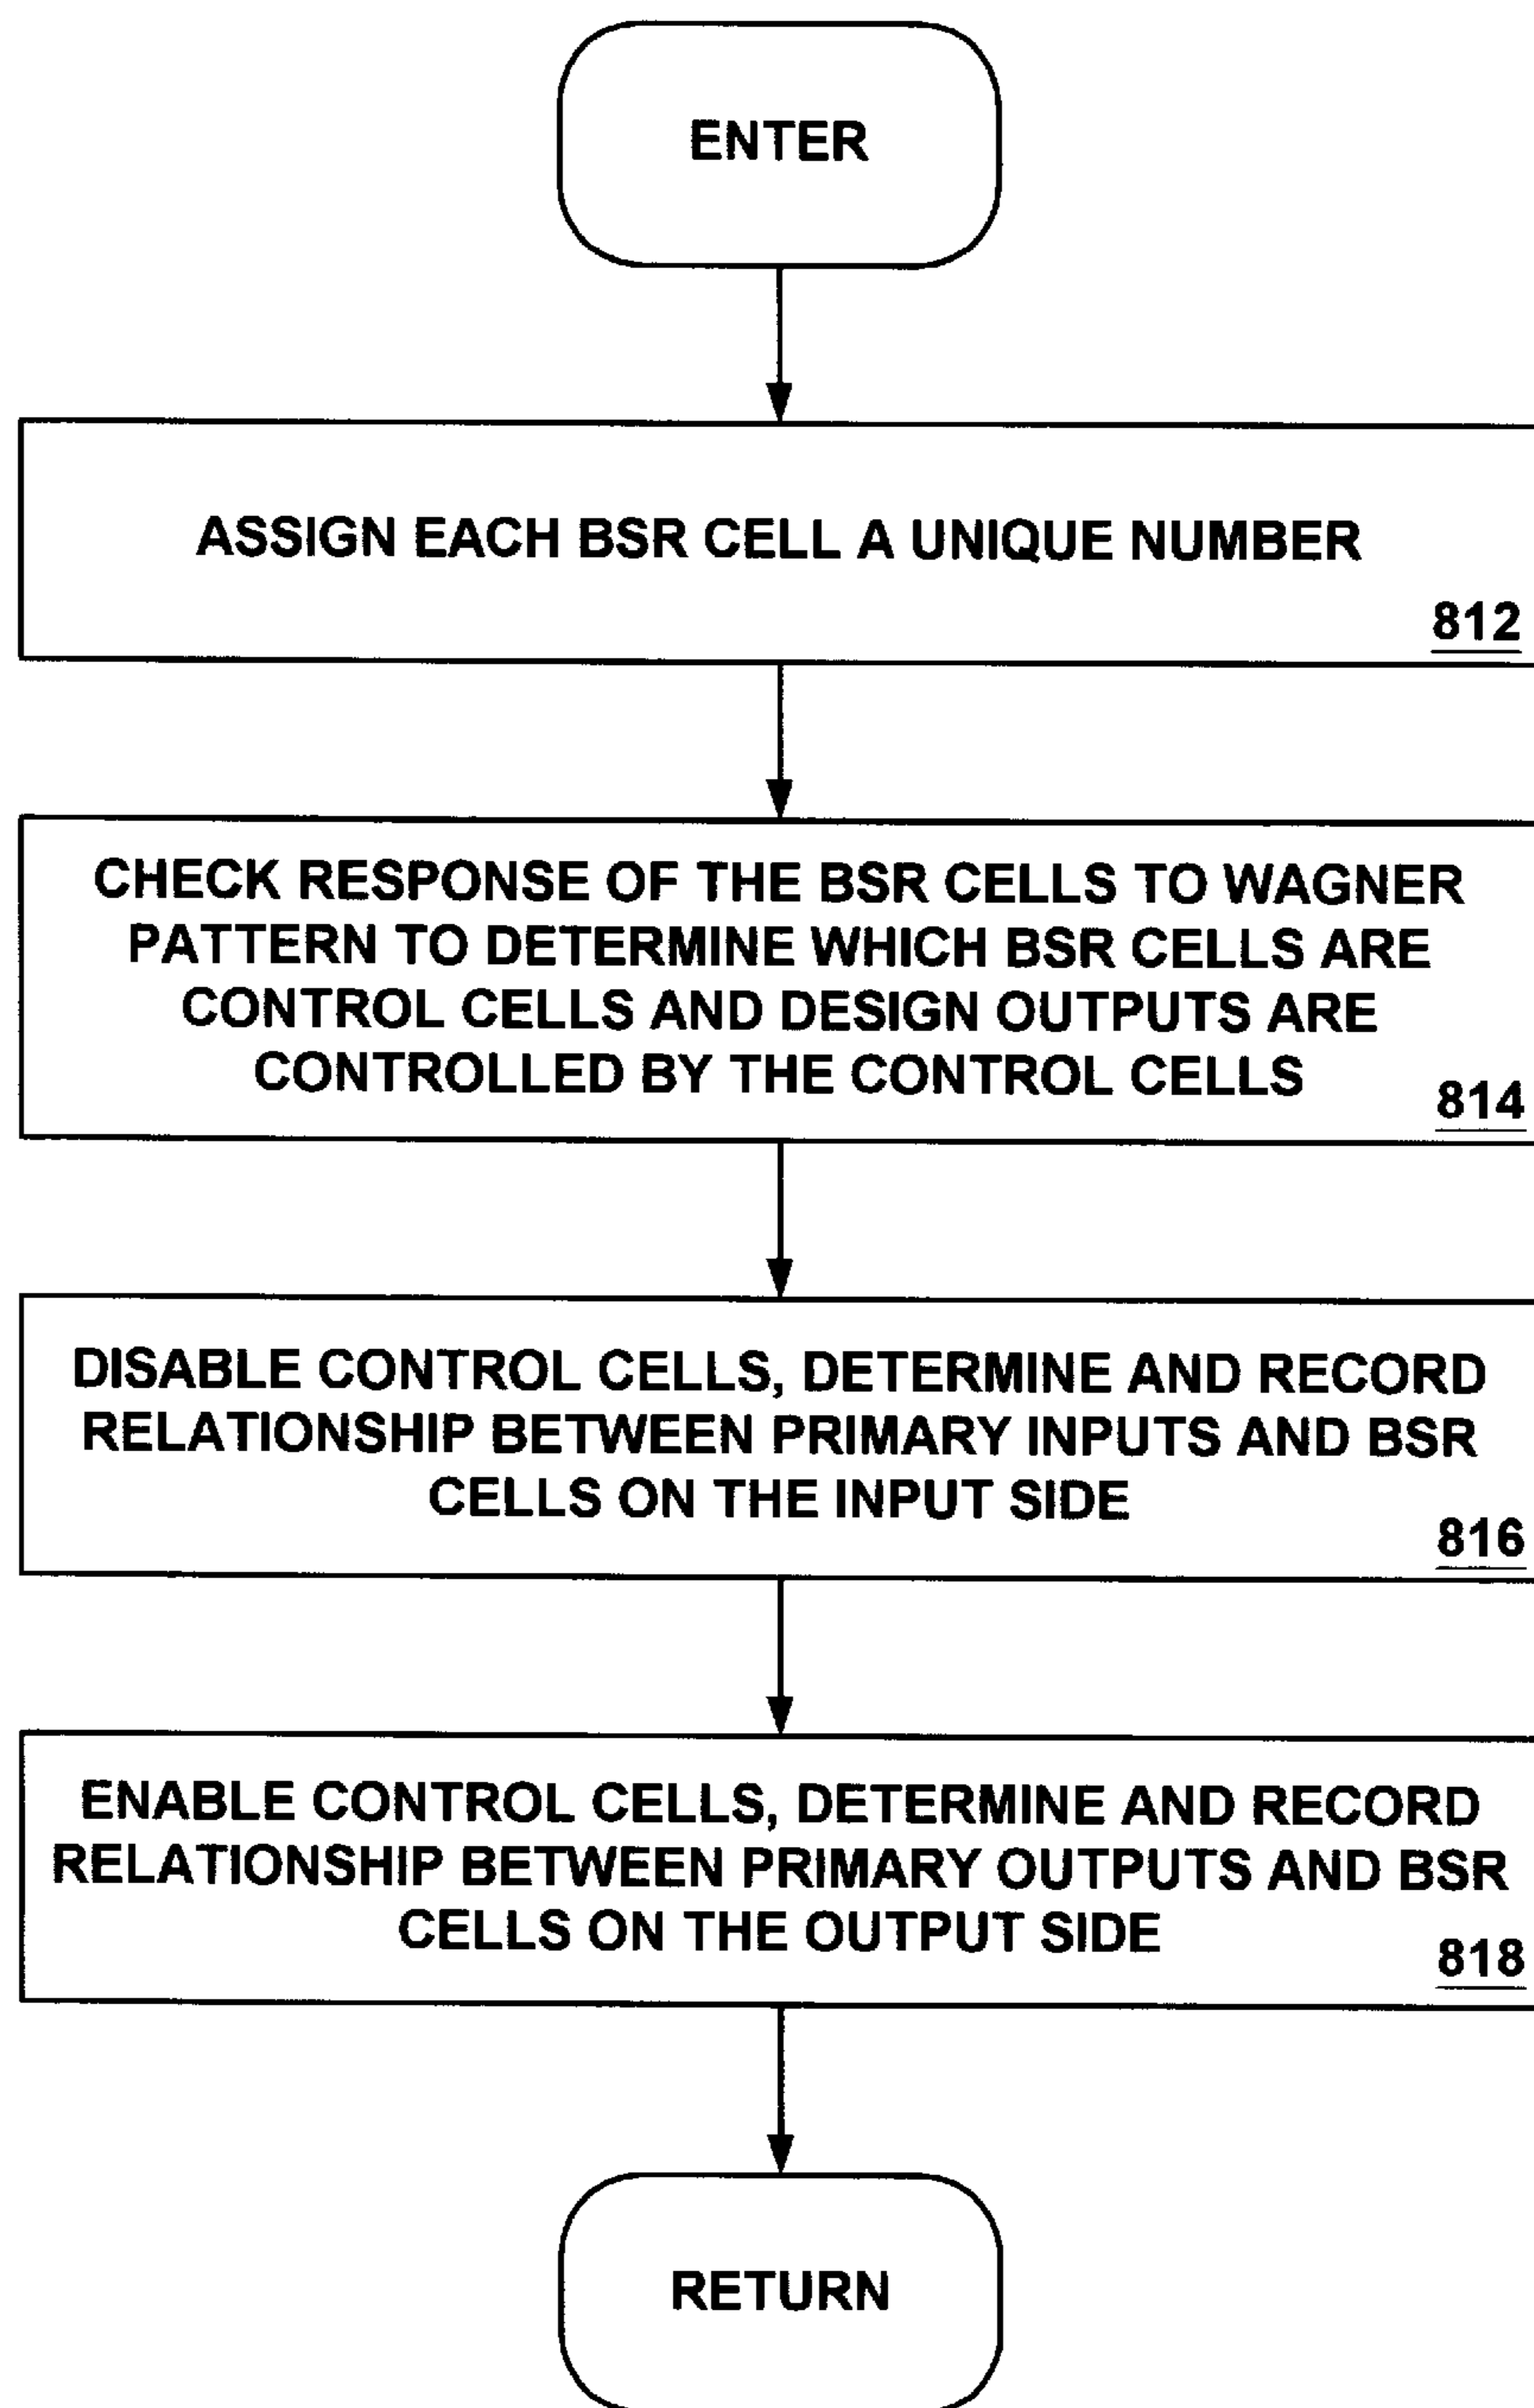 ENTER
ASSIGN EACH BSR CELL A UNIQUE NUMBER
812
CHECK RESPONSE OF THE BSR CELLS TO WAGNER
PATTERN TO DETERMINE WHICH BSR CELLS ARE
CONTROL CELLS AND DESIGN OUTPUTS ARE
CONTROLLED BY THE CONTROL CELLS
814
DISABLE CONTROL CELLS, DETERMINE AND RECORD
RELATIONSHIP BETWEEN PRIMARY INPUTS AND BSR
CELLS ON THE INPUT SIDE
816
ENABLE CONTROL CELLS, DETERMINE AND RECORD
RELATIONSHIP BETWEEN PRIMARY OUTPUTS AND BSR
CELLS ON THE OUTPUT SIDE
818
RETURN